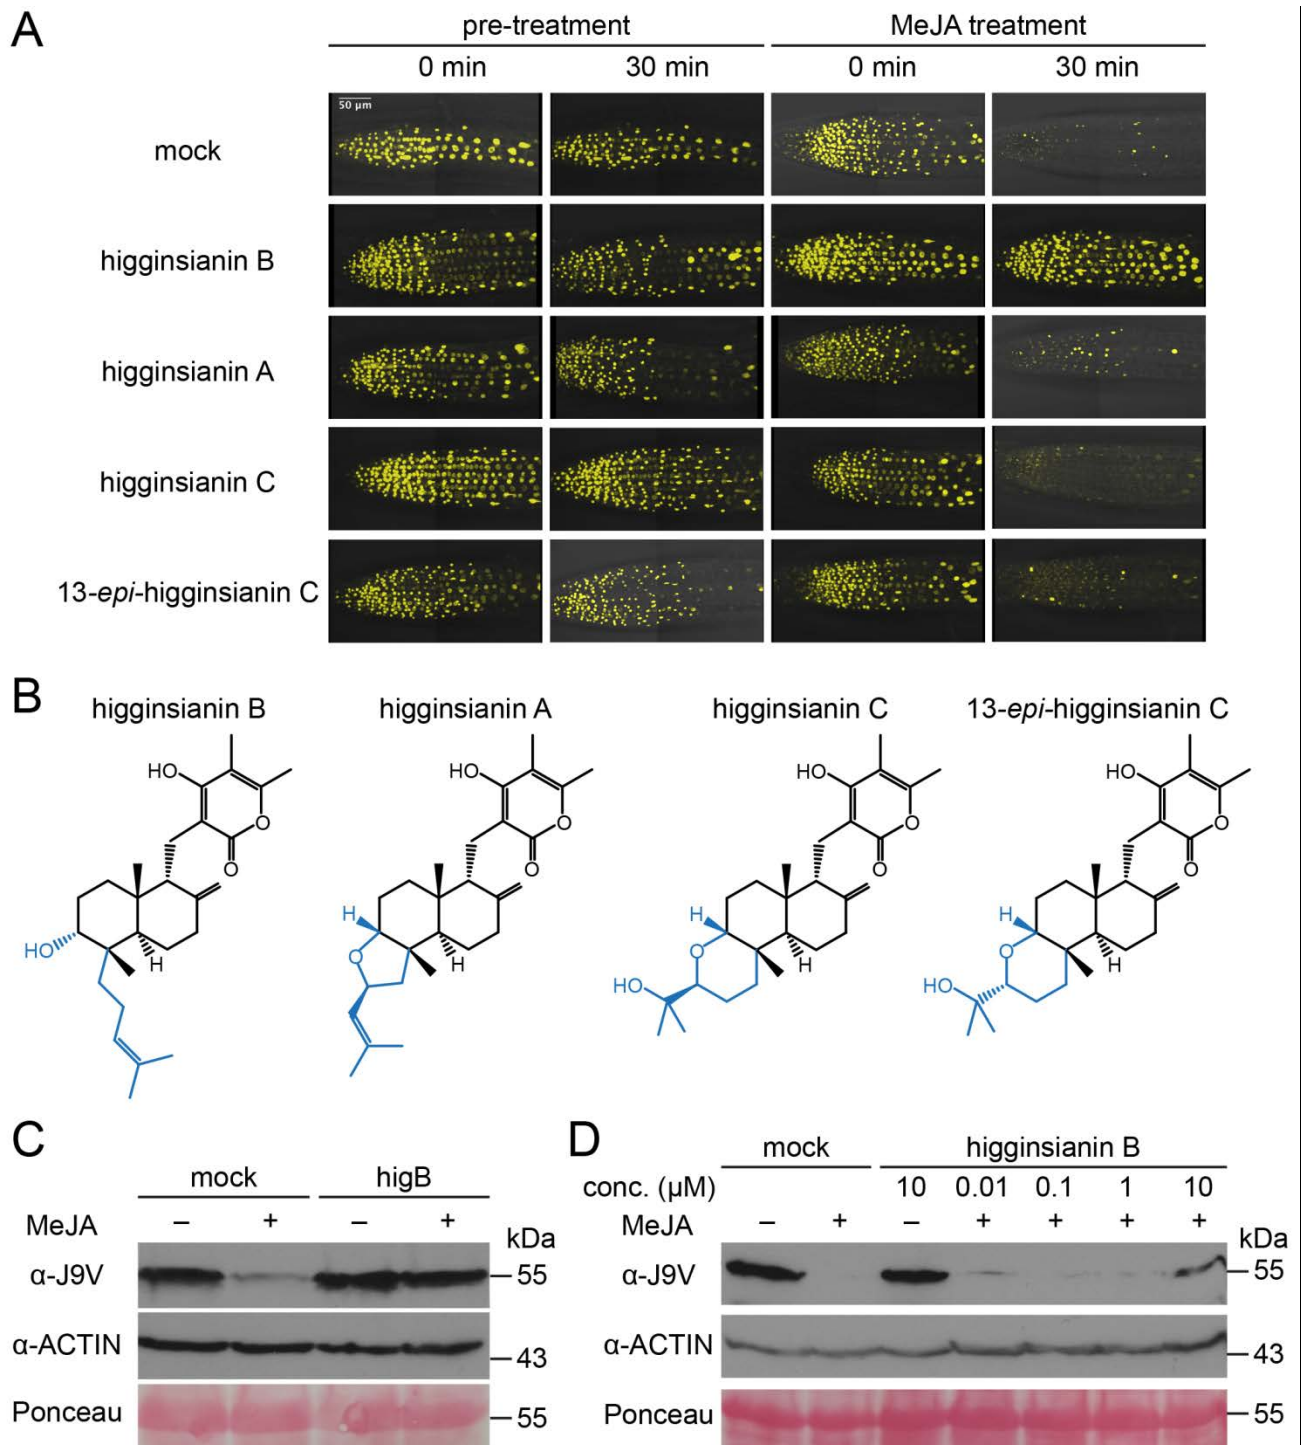 A
pre-treatment MeJA treatment
0 min 30 min 0 min 30 min
50 µm
mock
higginsianin B
higginsianin A
higginsianin C
13-epi-higginsianin C
B
higginsianin B higginsianin A higginsianin C 13-epi-higginsianin C
HO O O HO H
HO O O H O H
HO O O H O HO H
HO O O H O HO H
C
mock higB
MeJA – + – +
kDa
α-J9V 55
α-ACTIN 43
Ponceau 55
D
mock higginsianin B
conc. (µM) 10 0.01 0.1 1 10
MeJA – + – + + + +
kDa
α-J9V 55
α-ACTIN 43
Ponceau 55